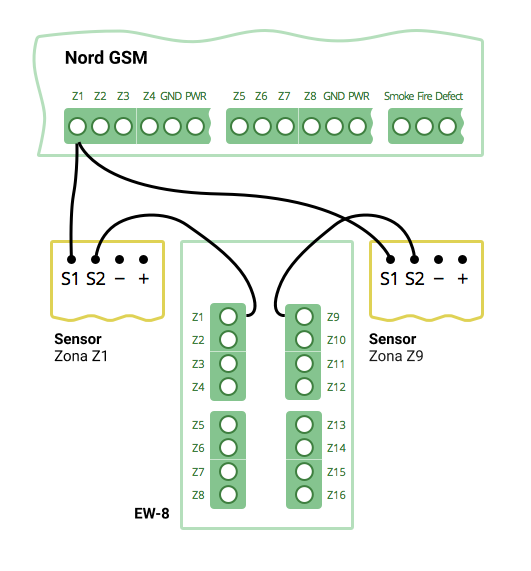 Nord GSM
Z1 Z2 Z3 Z4 GND PWR Z5 Z6 Z7 Z8 GND PWR Smoke Fire Defect
S1 S2 − +
S1 S2 − +
Sensor
Zona Z1
Sensor
Zona Z9
Z1 Z9
Z2 Z10
Z3 Z11
Z4 Z12
Z5 Z13
Z6 Z14
Z7 Z15
Z8 Z16
EW-8